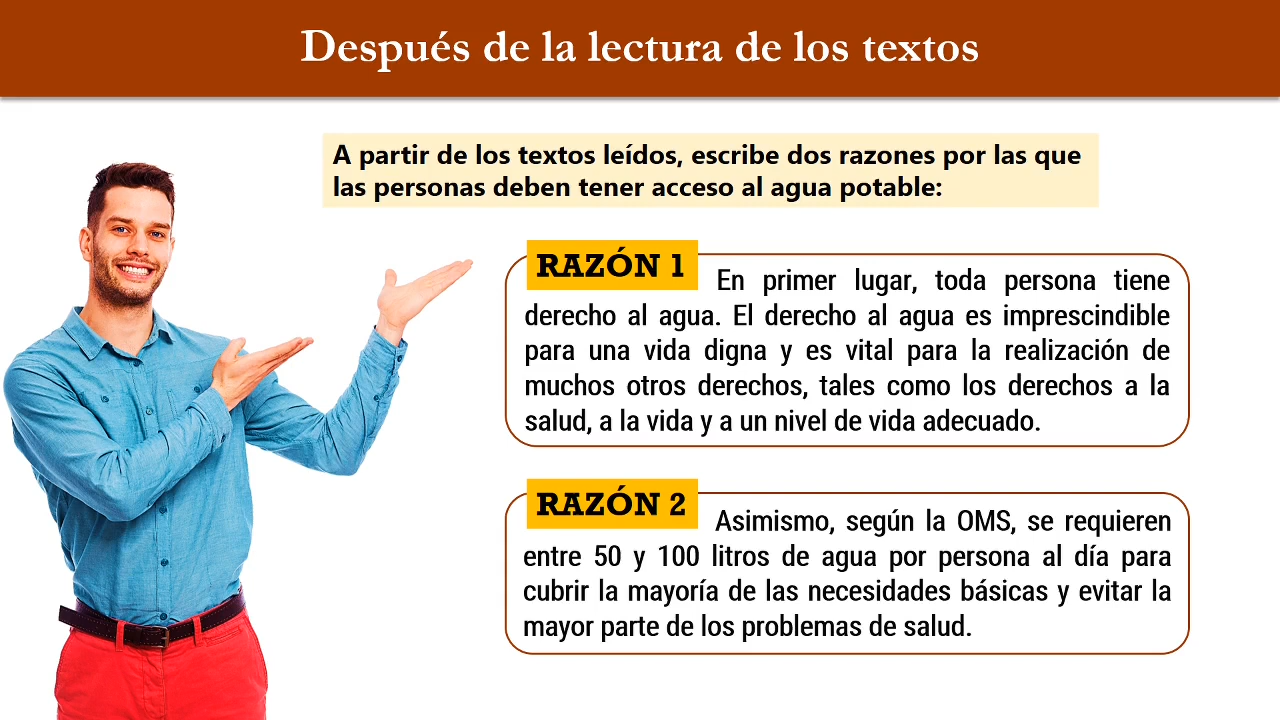 Después de la lectura de los textos
A partir de los textos leídos, escribe dos razones por las que
las personas deben tener acceso al agua potable:
RAZÓN 1 En primer lugar, toda persona tiene
derecho al agua. El derecho al agua es imprescindible
para una vida digna y es vital para la realización de
muchos otros derechos, tales como los derechos a la
salud, a la vida y a un nivel de vida adecuado.
RAZÓN 2 Asimismo, según la OMS, se requieren
entre 50 y 100 litros de agua por persona al día para
cubrir la mayoría de las necesidades básicas y evitar la
mayor parte de los problemas de salud.